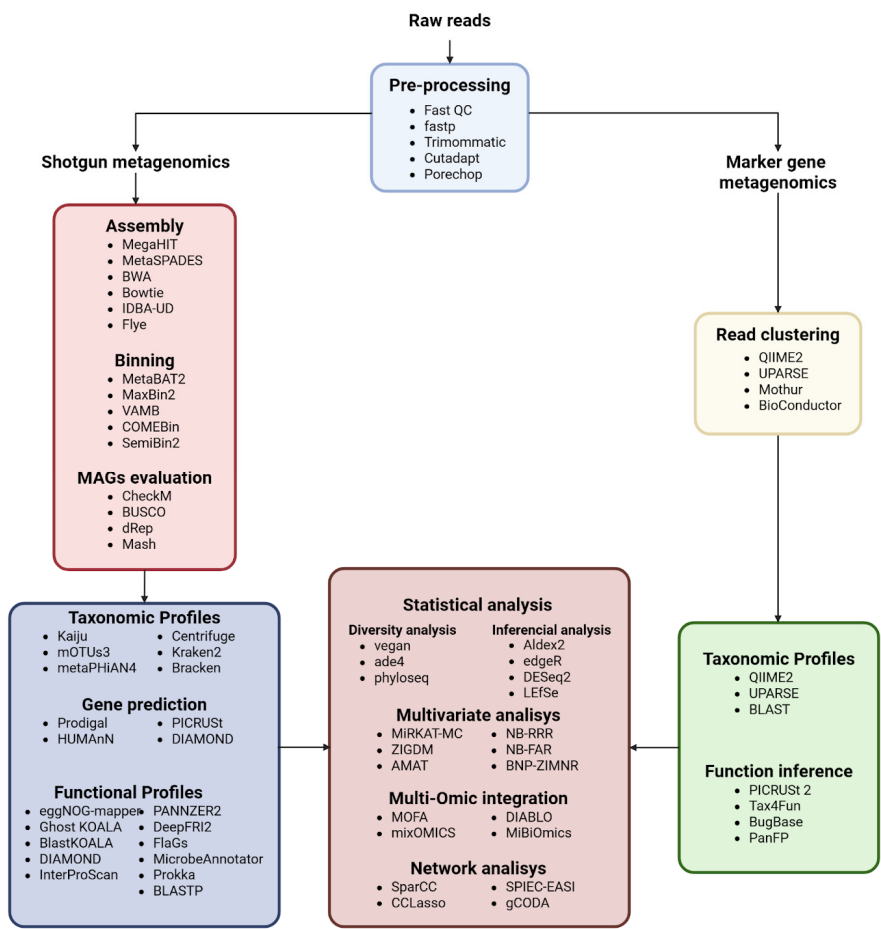 Raw reads
Pre-processing
• Fast QC
• fastp
• Trimommatic
• Cutadapt
• Porechop
Shotgun metagenomics
Marker gene
metagenomics
Assembly
• MegaHIT
• MetaSPADES
• BWA
• Bowtie
• IDBA-UD
• Flye
Binning
• MetaBAT2
• MaxBin2
• VAMB
• COMEBin
• SemiBin2
MAGs evaluation
• CheckM
• BUSCO
• dRep
• Mash
Read clustering
• QIIME2
• UPARSE
• Mothur
• BioConductor
Taxonomic Profiles
• Kaiju
• mOTUs3
• metaPHiAN4
• Centrifuge
• Kraken2
• Bracken
Gene prediction
• Prodigal
• HUMAnN
• PICRUSt
• DIAMOND
Functional Profiles
• eggNOG-mapper
• Ghost KOALA
• BlastKOALA
• DIAMOND
• InterProScan
• PANNZER2
• DeepFRI2
• FlaGs
• MicrobeAnnotator
• Prokka
• BLASTP
Statistical analysis
Diversity analysis
• vegan
• ade4
• phyloseq
Inferencial analysis
• Aldex2
• edgeR
• DESeq2
• LEfSe
Multivariate analisys
• MiRKAT-MC
• ZIGDM
• AMAT
• NB-RRR
• NB-FAR
• BNP-ZIMNR
Multi-Omic integration
• MOFA
• mixOMICS
• DIABLO
• MiBiOmics
Network analisys
• SparCC
• CCLasso
• SPIEC-EASI
• gCODA
Taxonomic Profiles
• QIIME2
• UPARSE
• BLAST
Function inference
• PICRUSt 2
• Tax4Fun
• BugBase
• PanFP